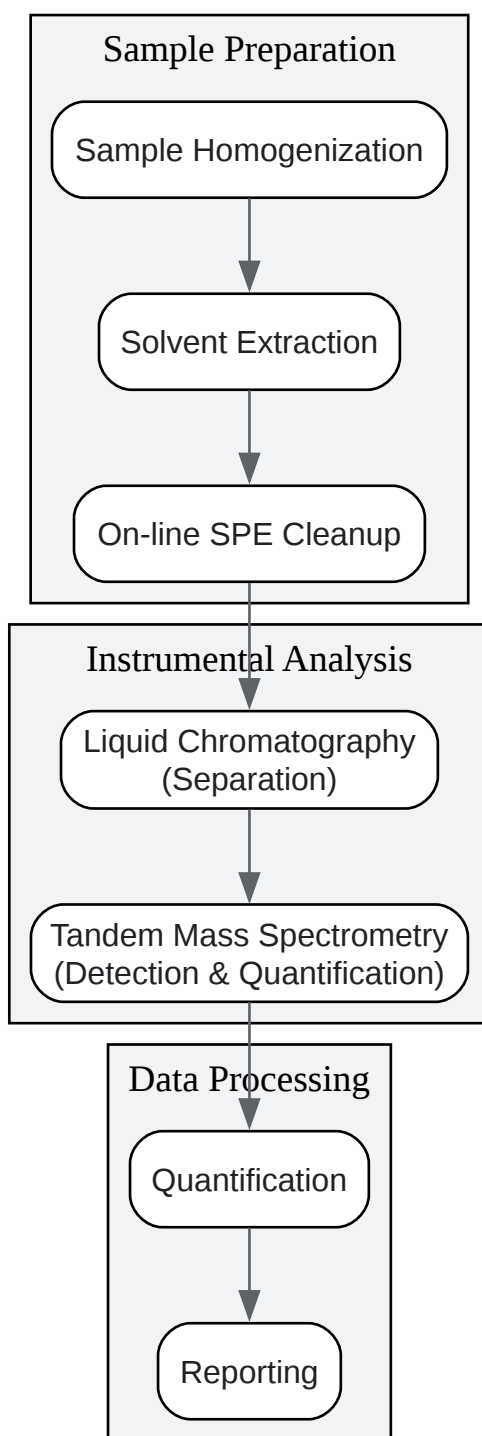 Sample Preparation
Sample Homogenization
Solvent Extraction
On-line SPE Cleanup
Instrumental Analysis
Liquid Chromatography
(Separation)
Tandem Mass Spectrometry
(Detection & Quantification)
Data Processing
Quantification
Reporting